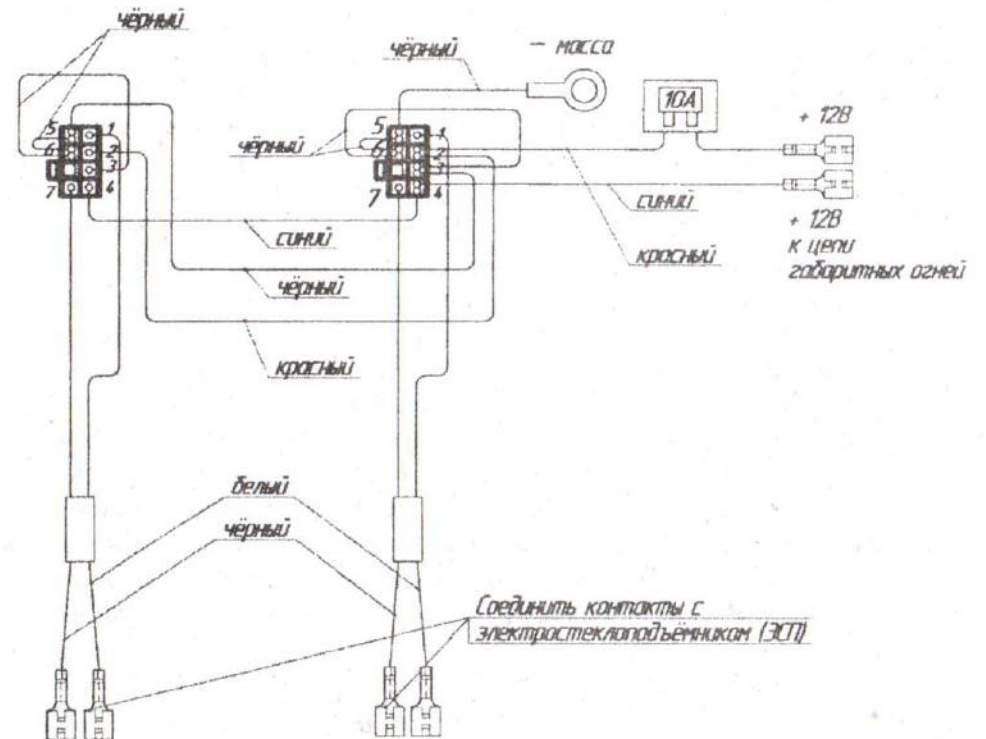 чёрный
чёрный
- масса
10А
+ 12В
5
1
6
2
3
7
4
чёрный
5
1
6
2
3
7
4
синий
+ 12В
к цепи
габаритных огней
синий
красный
чёрный
красный
белый
чёрный
Соединить контакты с
электростеклоподъёмником (ЭСП)